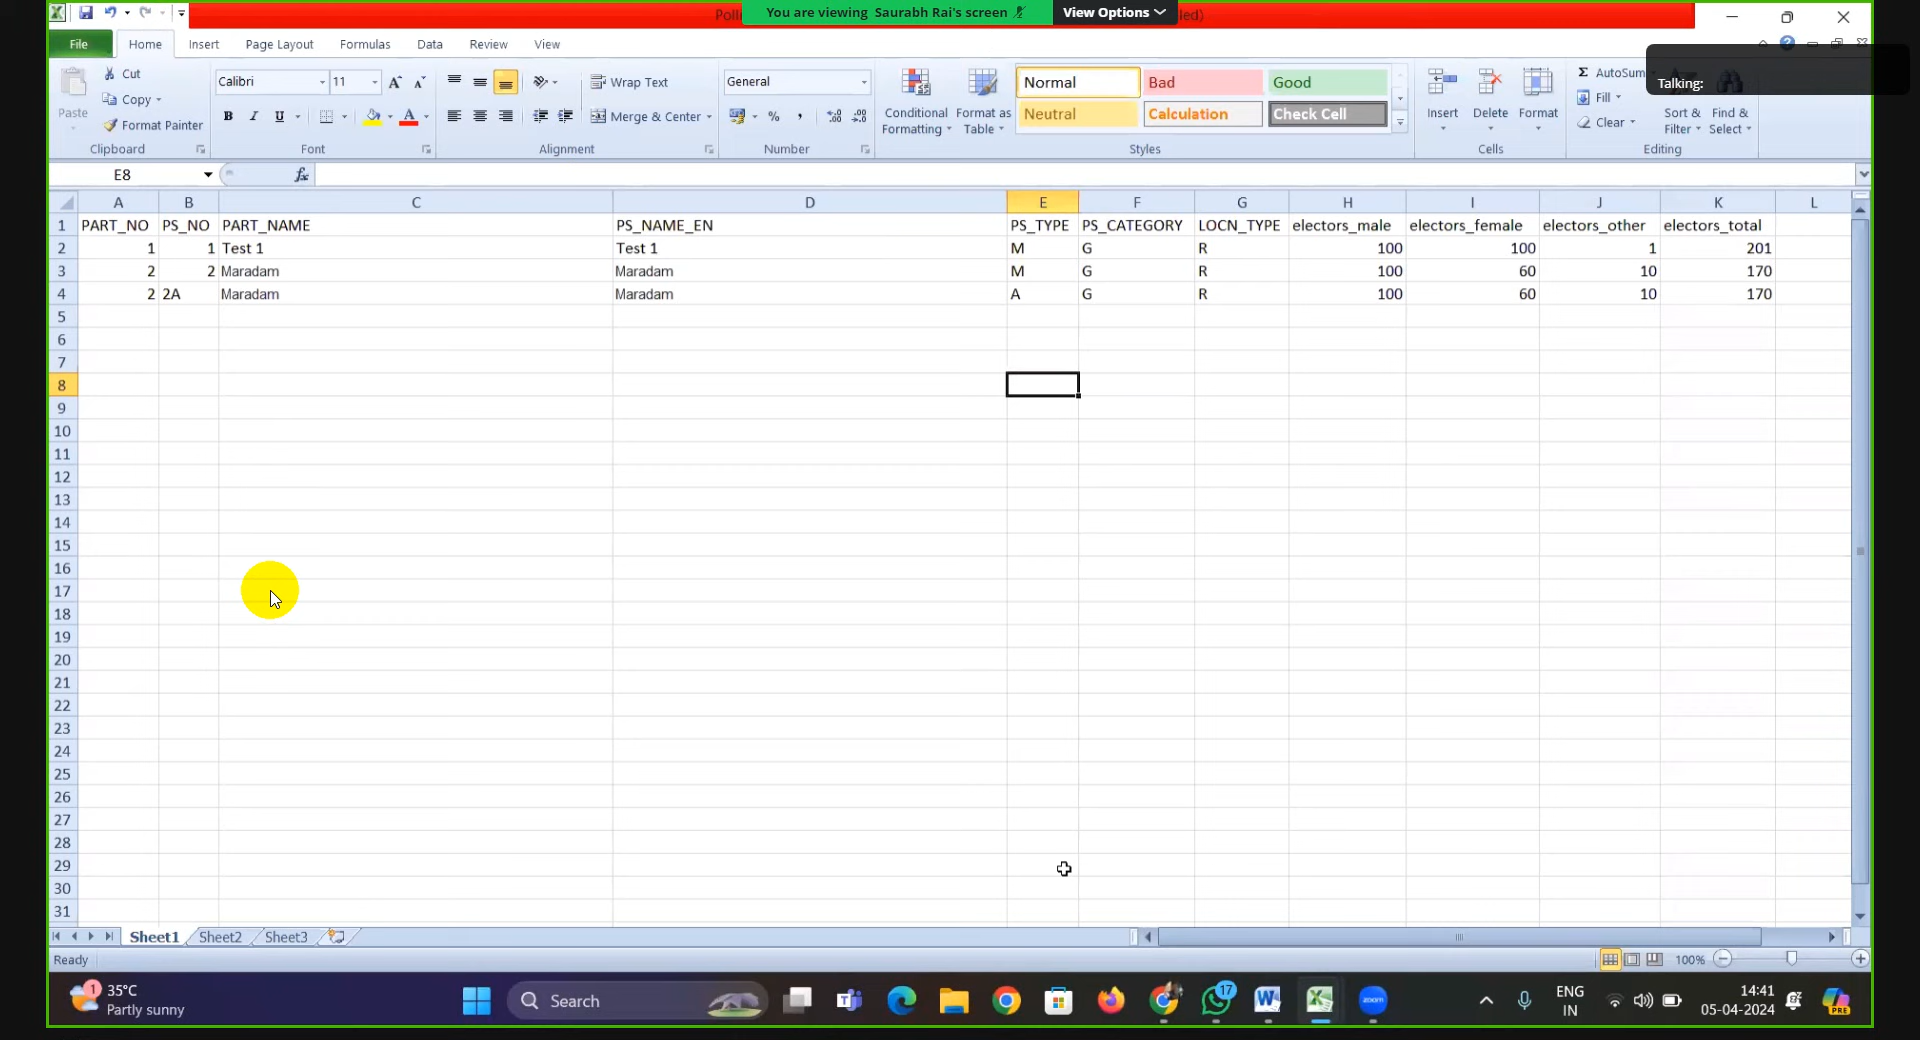 Polli
You are viewing Saurabh Rai's screen
View Options
led)
File Home Insert Page Layout Formulas Data Review View
Talking:
Paste
Cut
Copy
Format Painter
Clipboard
Calibri 11
B I U
Font
Wrap Text
Merge & Center
Alignment
General
%
Number
Conditional Formatting
Format as Table
Normal Bad Good
Neutral Calculation Check Cell
Styles
Insert Delete Format
Cells
Σ AutoSum
Fill
Clear
Sort & Filter
Find & Select
Editing
E8 fx
A B C D E F G H I J K L
1 PART_NO PS_NO PART_NAME PS_NAME_EN PS_TYPE PS_CATEGORY LOCN_TYPE electors_male electors_female electors_other electors_total
2 1 1 Test 1 Test 1 M G R 100 100 1 201
3 2 2 Maradam Maradam M G R 100 60 10 170
4 2 2A Maradam Maradam A G R 100 60 10 170
5
6
7
8
9
10
11
12
13
14
15
16
17
18
19
20
21
22
23
24
25
26
27
28
29
30
31
Sheet1 Sheet2 Sheet3
Ready 100%
1 35°C
Partly sunny
Search
17
zoom
ENG
IN
14:41
05-04-2024
PRE